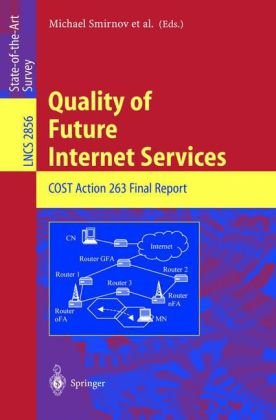 Michael Smirnov et al. (Eds.)
State-of-the-Art
Survey
LNCS 2856
Quality of
Future
Internet Services
COST Action 263 Final Report
CN
Internet
Router GFA
Router 1
Router 2
Router 3
Router
oFA
Router
nFA
MN
Springer